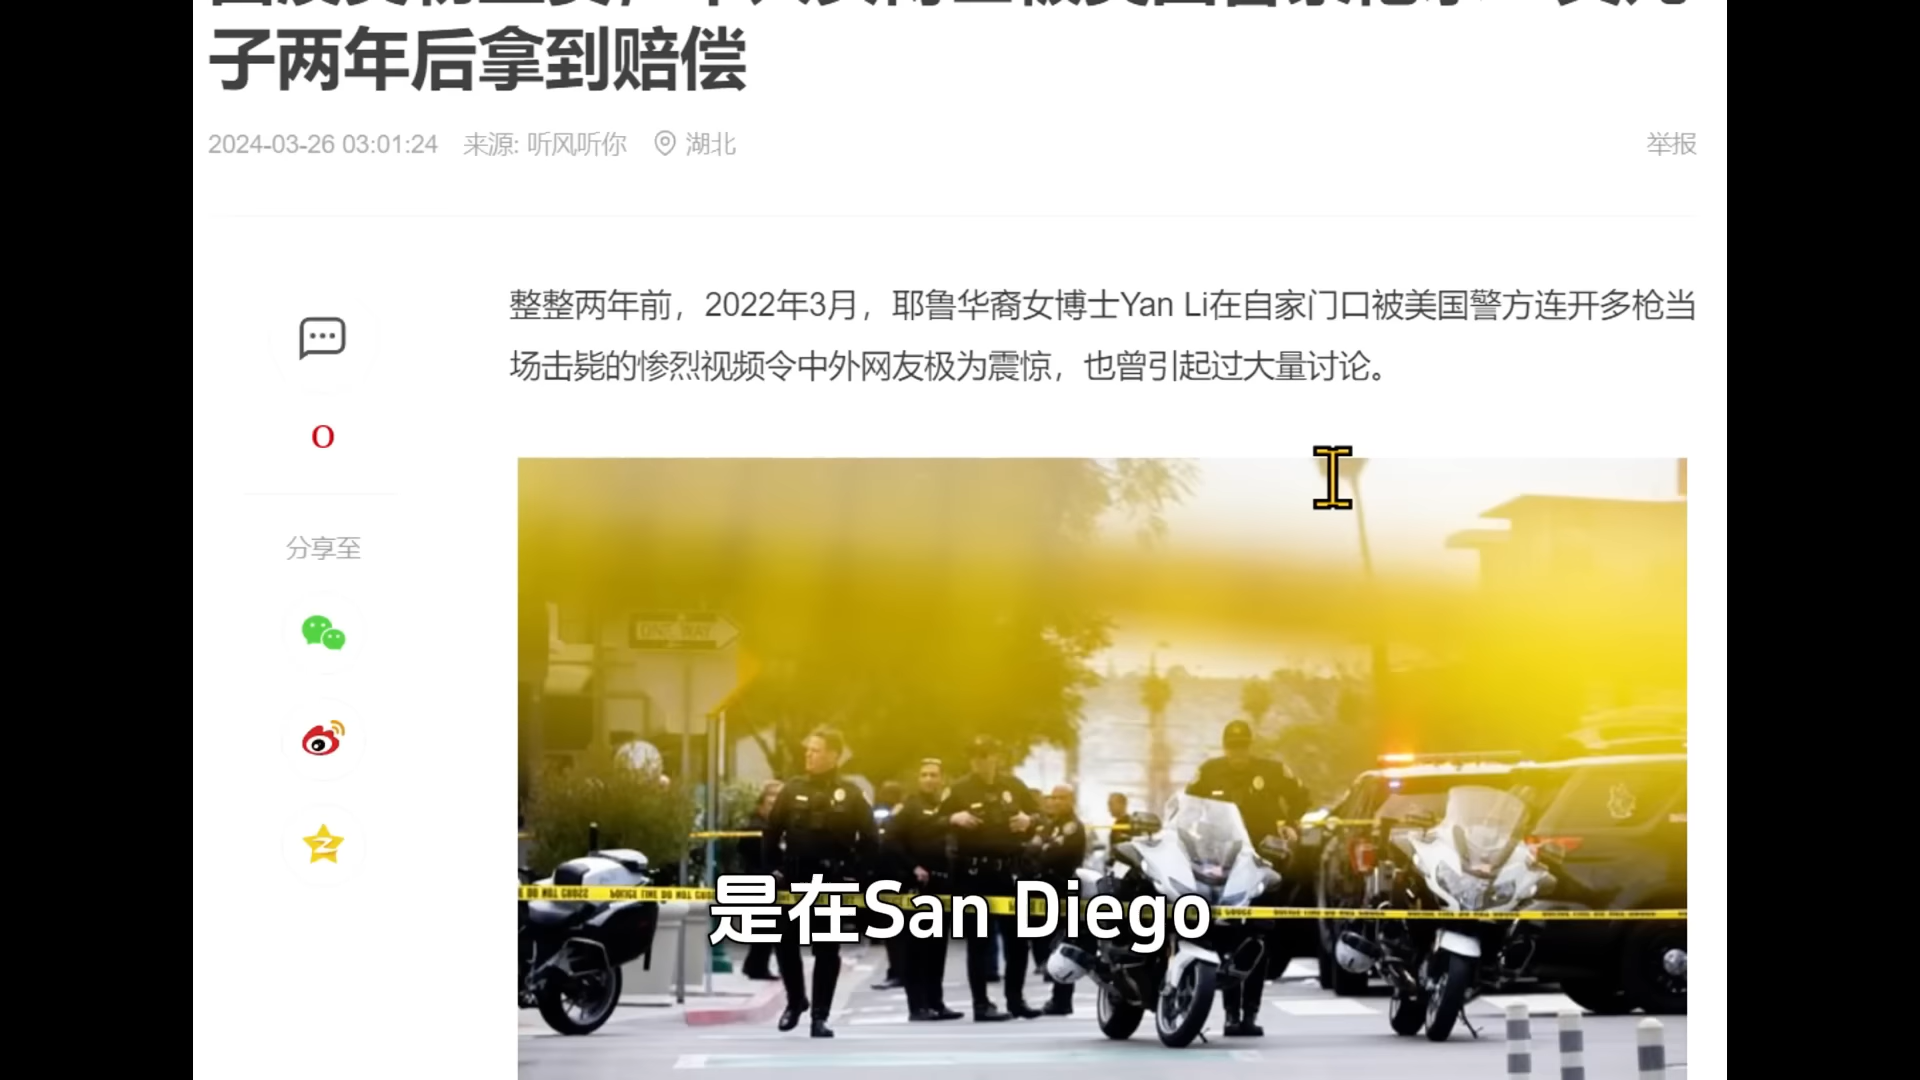 子两年后拿到赔偿
2024-03-26 03:01:24 来源: 听风听你 湖北
举报
整整两年前，2022年3月，耶鲁华裔女博士Yan Li在自家门口被美国警方连开多枪当
场击毙的惨烈视频令中外网友极为震惊，也曾引起过大量讨论。
0
分享至
ONE WAY
是在San Diego